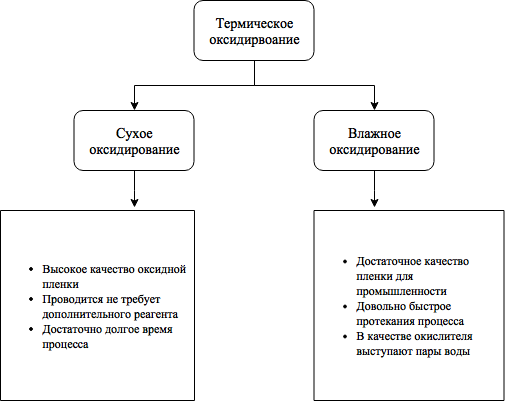 Термическое
оксидирвоание
Сухое
оксидирование
Влажное
оксидирование
• Высокое качество оксидной
пленки
• Проводится не требует
дополнительного реагента
• Достаточно долгое время
процесса
• Достаточное качество
пленки для
промышленности
• Довольно быстрое
протекания процесса
• В качестве окислителя
выступают пары воды